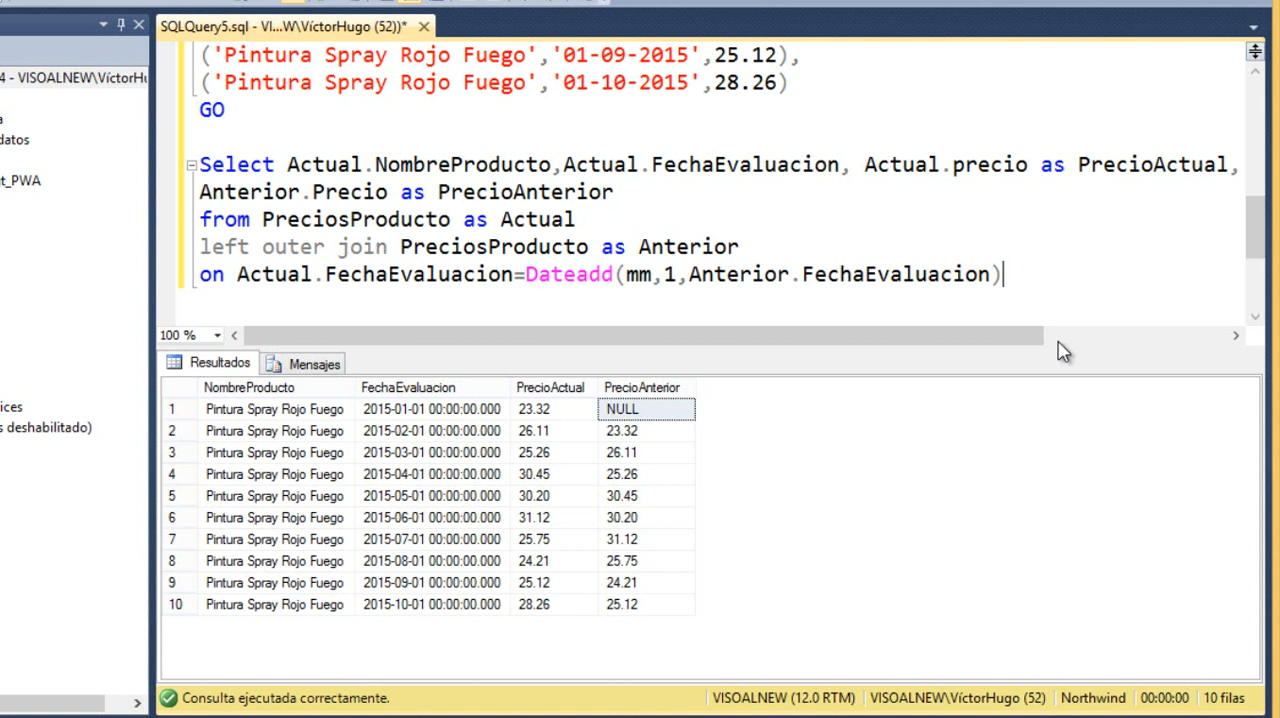 SQLQuery5.sql - VI...W\VíctorHugo (52))*
4 - VISOALNEW\VíctorHu
datos
t_PWA
ices
s deshabilitado)
('Pintura Spray Rojo Fuego','01-09-2015',25.12),
('Pintura Spray Rojo Fuego','01-10-2015',28.26)
GO
Select Actual.NombreProducto,Actual.FechaEvaluacion, Actual.precio as PrecioActual,
Anterior.Precio as PrecioAnterior
from PreciosProducto as Actual
left outer join PreciosProducto as Anterior
on Actual.FechaEvaluacion=Dateadd(mm,1,Anterior.FechaEvaluacion)
100 %
Resultados Mensajes
NombreProducto FechaEvaluacion PrecioActual PrecioAnterior
1 Pintura Spray Rojo Fuego 2015-01-01 00:00:00.000 23.32 NULL
2 Pintura Spray Rojo Fuego 2015-02-01 00:00:00.000 26.11 23.32
3 Pintura Spray Rojo Fuego 2015-03-01 00:00:00.000 25.26 26.11
4 Pintura Spray Rojo Fuego 2015-04-01 00:00:00.000 30.45 25.26
5 Pintura Spray Rojo Fuego 2015-05-01 00:00:00.000 30.20 30.45
6 Pintura Spray Rojo Fuego 2015-06-01 00:00:00.000 31.12 30.20
7 Pintura Spray Rojo Fuego 2015-07-01 00:00:00.000 25.75 31.12
8 Pintura Spray Rojo Fuego 2015-08-01 00:00:00.000 24.21 25.75
9 Pintura Spray Rojo Fuego 2015-09-01 00:00:00.000 25.12 24.21
10 Pintura Spray Rojo Fuego 2015-10-01 00:00:00.000 28.26 25.12
Consulta ejecutada correctamente. VISOALNEW (12.0 RTM) VISOALNEW\VíctorHugo (52) Northwind 00:00:00 10 filas